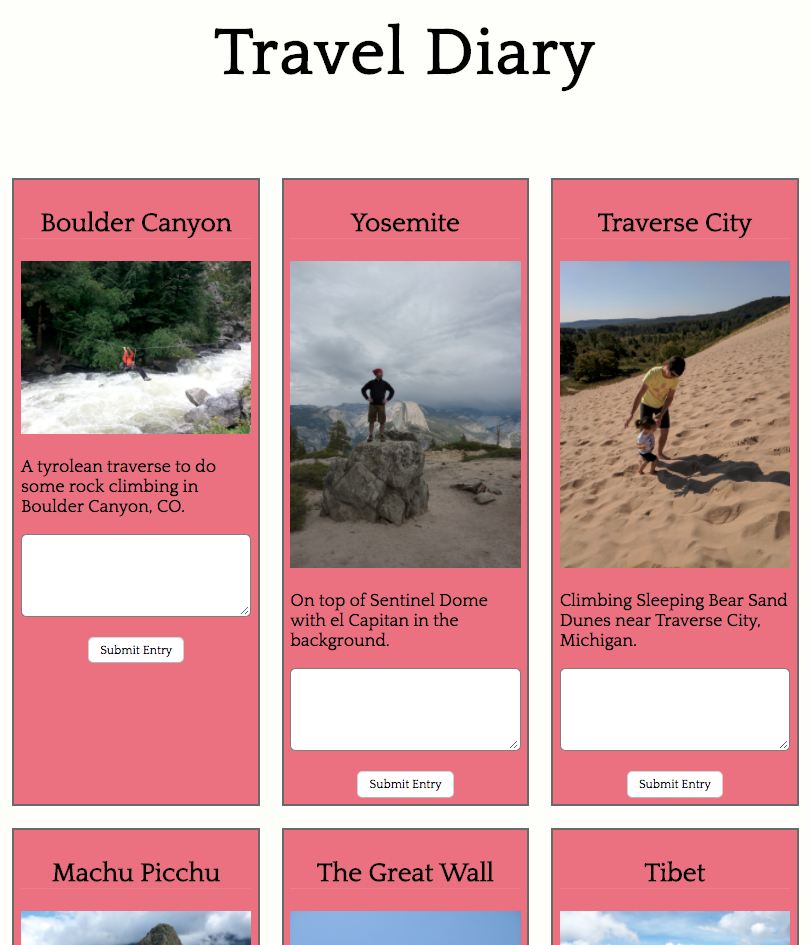 Travel Diary
Boulder Canyon
A tyrolean traverse to do
some rock climbing in
Boulder Canyon, CO.
Submit Entry
Yosemite
On top of Sentinel Dome
with el Capitan in the
background.
Submit Entry
Traverse City
Climbing Sleeping Bear Sand
Dunes near Traverse City,
Michigan.
Submit Entry
Machu Picchu
The Great Wall
Tibet